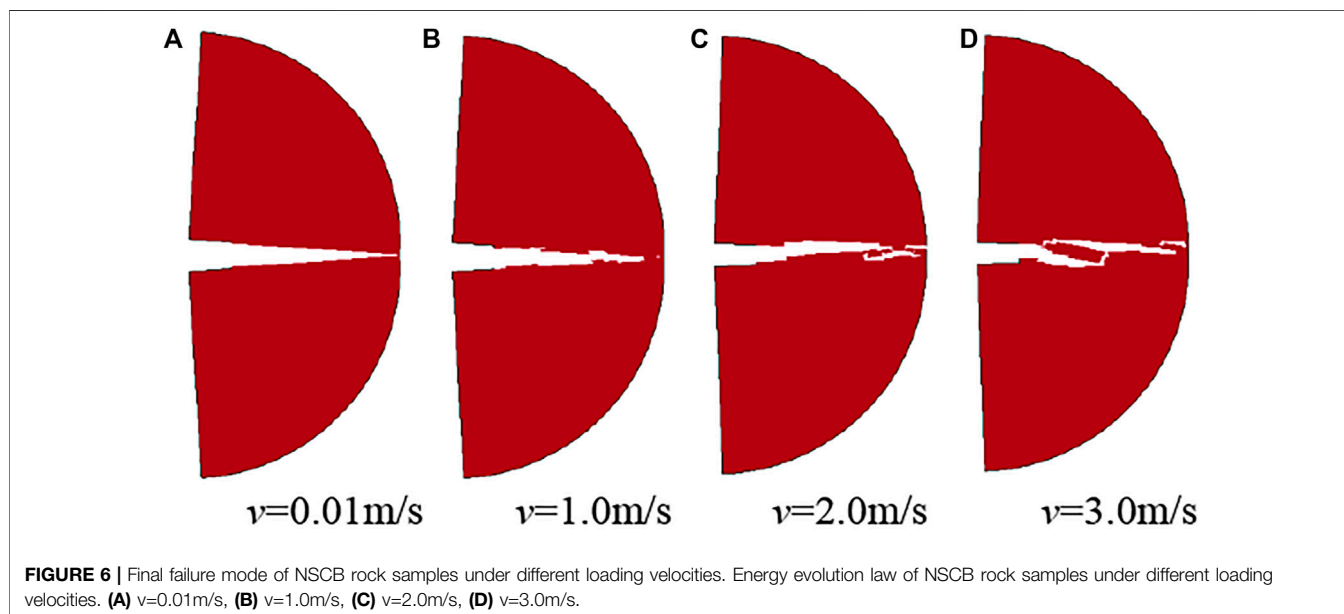 A
B
C
D
v=0.01m/s
v=1.0m/s
v=2.0m/s
v=3.0m/s
FIGURE 6 | Final failure mode of NSCB rock samples under different loading velocities. Energy evolution law of NSCB rock samples under different loading
velocities. (A) v=0.01m/s, (B) v=1.0m/s, (C) v=2.0m/s, (D) v=3.0m/s.